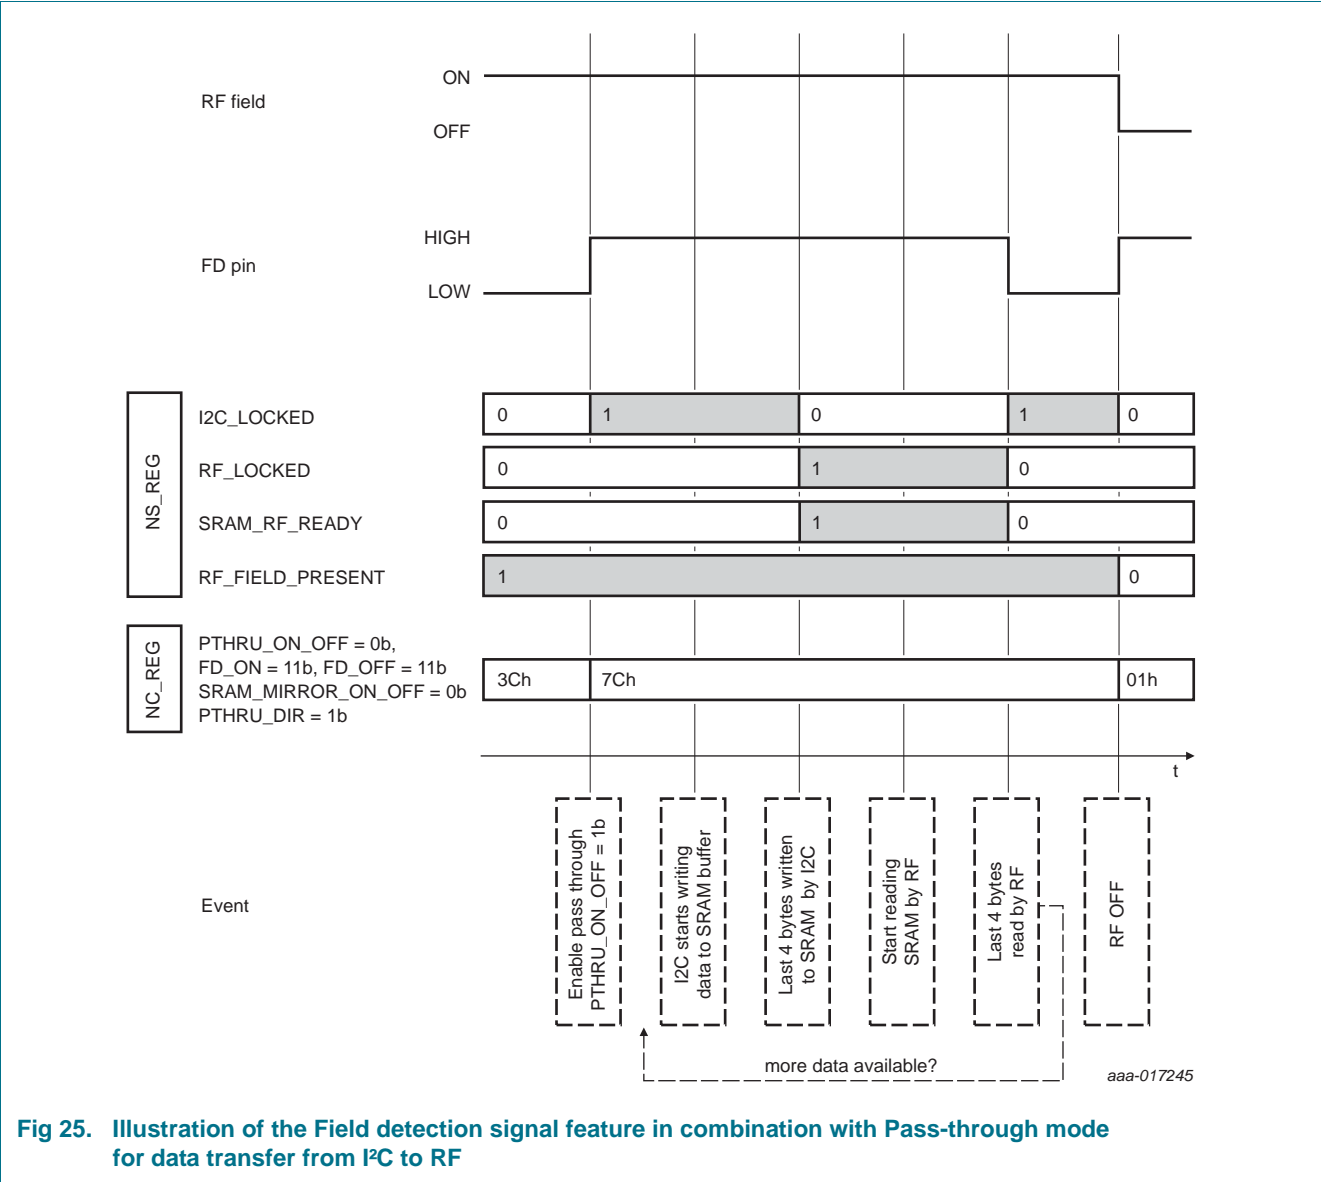 ON
RF field
OFF
HIGH
FD pin
LOW
NS_REG
I2C_LOCKED
0 1 0 1 0
RF_LOCKED
0 1 0
SRAM_RF_READY
0 1 0
RF_FIELD_PRESENT
1 0
NC_REG
PTHRU_ON_OFF = 0b,
FD_ON = 11b, FD_OFF = 11b
SRAM_MIRROR_ON_OFF = 0b
PTHRU_DIR = 1b
3Ch 7Ch 01h
t
Event
Enable pass through
PTHRU_ON_OFF = 1b
I2C starts writing
data to SRAM buffer
Last 4 bytes written
to SRAM by I2C
Start reading
SRAM by RF
Last 4 bytes
read by RF
RF OFF
more data available?
aaa-017245
Fig 25. Illustration of the Field detection signal feature in combination with Pass-through mode
for data transfer from I²C to RF